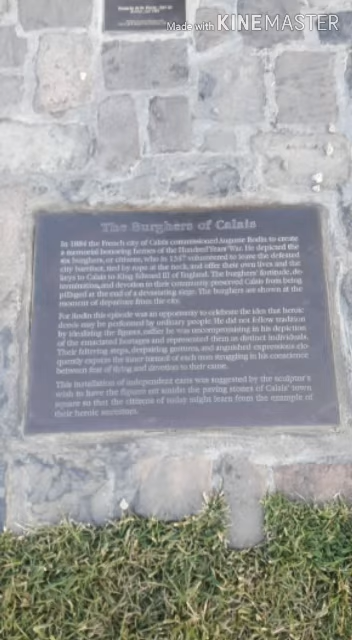 Made with KINEMASTER
The Burghers of Calais
In 1884 the French city of Calais commissioned Auguste Rodin to create
a memorial honoring heroes of the Hundred Years War. He depicted the
six burghers, or citizens, who in 1347 volunteered to leave the defeated
city barefoot, tied by rope at the neck, and offer their own lives and the
keys to Calais to King Edward III of England. The burghers' fortitude, de-
termination, and devotion to their community preserved Calais from being
pillaged at the end of a devastating siege. The burghers are shown at the
moment of departure from the city.
For Rodin this episode was an opportunity to celebrate the idea that heroic
deeds may be performed by ordinary people. He did not follow tradition
by idealizing the figures, rather he was uncompromising in his depiction
of the emaciated hostages and represented them as distinct individuals.
Their faltering steps, despairing gestures, and anguished expressions elo-
quently express the inner turmoil of each man struggling in his conscience
between fear of dying and devotion to their cause.
This installation of independent casts was suggested by the sculptor's
wish to have the figures set amidst the paving stones of Calais' town
square so that the citizens of today might learn from the example of
their heroic ancestors.